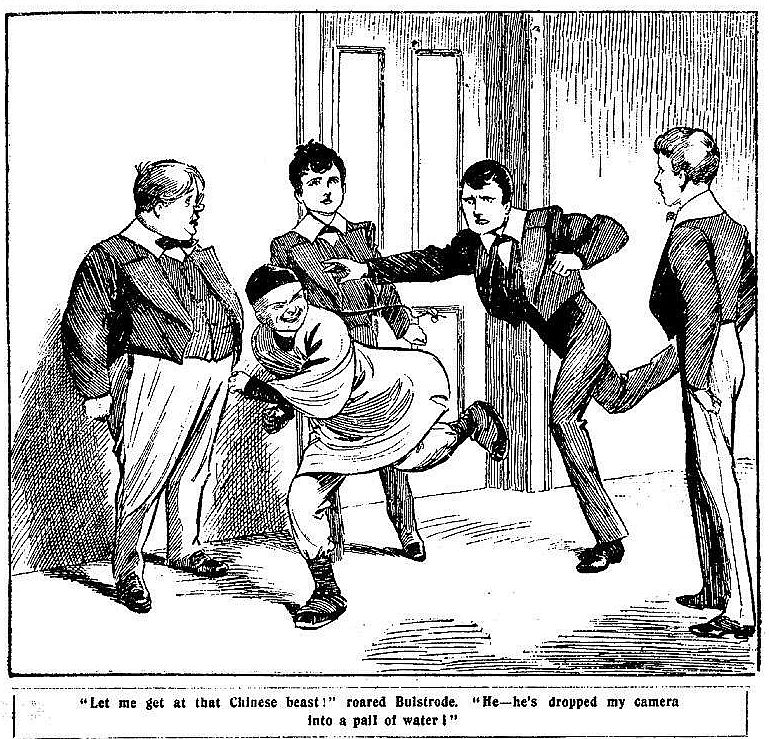 "Let me get at that Chinese beast!" roared Bulstrode. "He—he's dropped my camera
into a pail of water!"